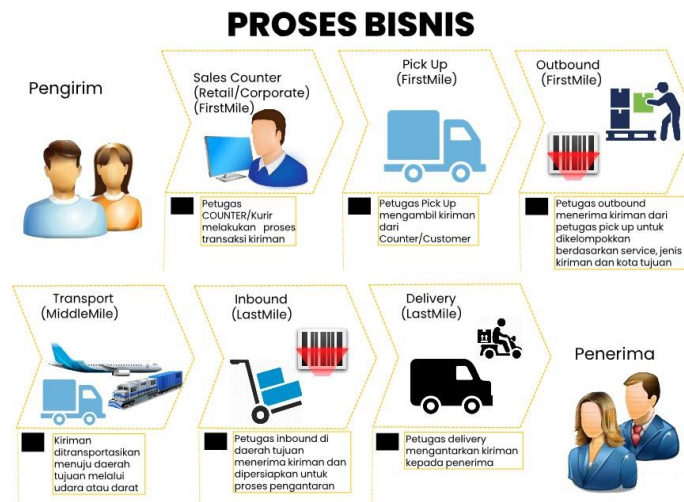 PROSES BISNIS
Pengirim
Sales Counter
(Retail/Corporate)
(FirstMile)
Petugas
COUNTER/Kurir
melakukan proses
transaksi kiriman
Pick Up
(FirstMile)
Petugas Pick Up
mengambil kiriman
dari
Counter/Customer
Outbound
(FirstMile)
Petugas outbound
menerima kiriman dari
petugas pick up untuk
dikelompokkan
berdasarkan service, jenis
kiriman dan kota tujuan
Transport
(MiddleMile)
Kiriman
ditransportasikan
menuju daerah
tujuan melalui
udara atau darat
Inbound
(LastMile)
Petugas inbound di
daerah tujuan
menerima kiriman dan
dipersiapkan untuk
proses pengantaran
Delivery
(LastMile)
Petugas delivery
mengantarkan kiriman
kepada penerima
Penerima